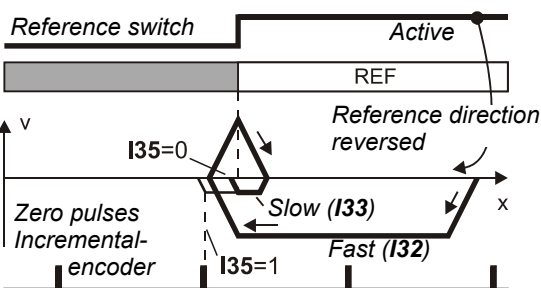 Reference switch
Active
REF
Reference direction
reversed
v
I35=0
x
Slow (I33)
Zero pulses
Incremental-
encoder
Fast (I32)
I35=1